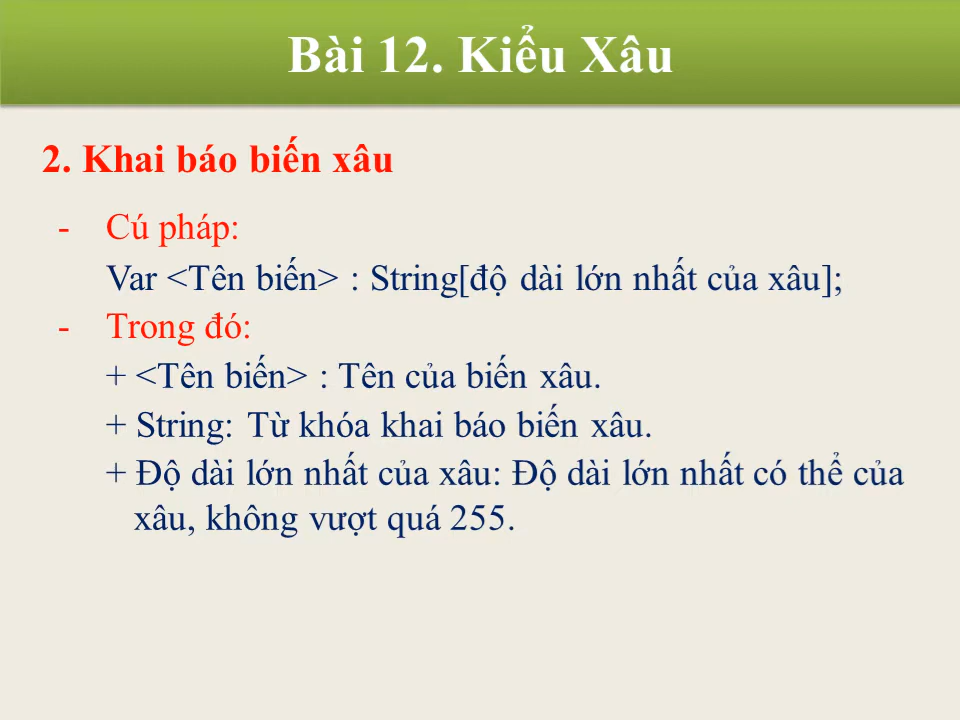 Bài 12. Kiểu Xâu
2. Khai báo biến xâu
- Cú pháp:
Var <Tên biến> : String[độ dài lớn nhất của xâu];
- Trong đó:
+ <Tên biến> : Tên của biến xâu.
+ String: Từ khóa khai báo biến xâu.
+ Độ dài lớn nhất của xâu: Độ dài lớn nhất có thể của
xâu, không vượt quá 255.